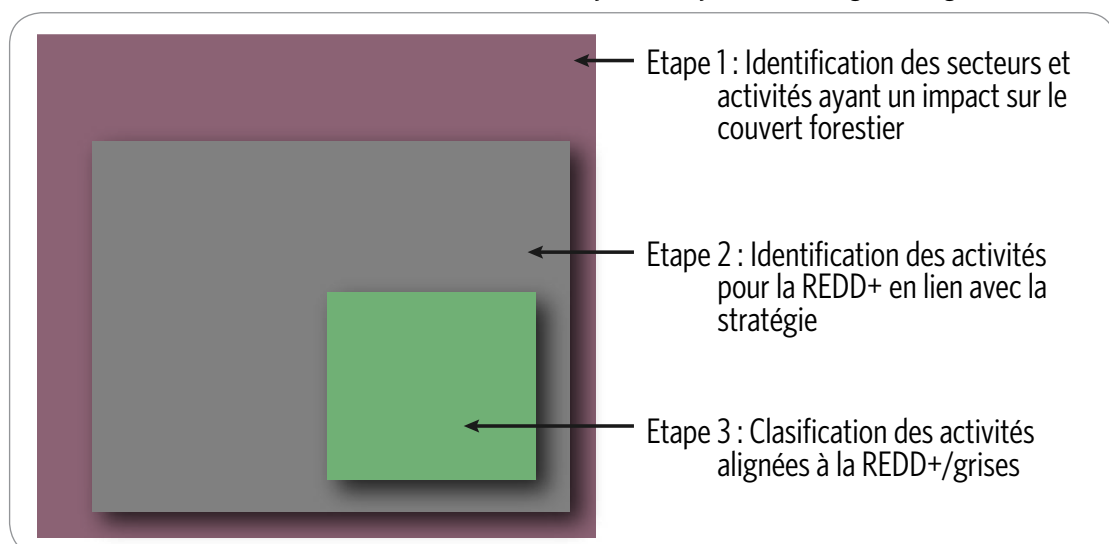 Etape 1 : Identification des secteurs et
activités ayant un impact sur le
couvert forestier
Etape 2 : Identification des activités
pour la REDD+ en lien avec la
stratégie
Etape 3 : Clasification des activités
alignées à la REDD+/grises